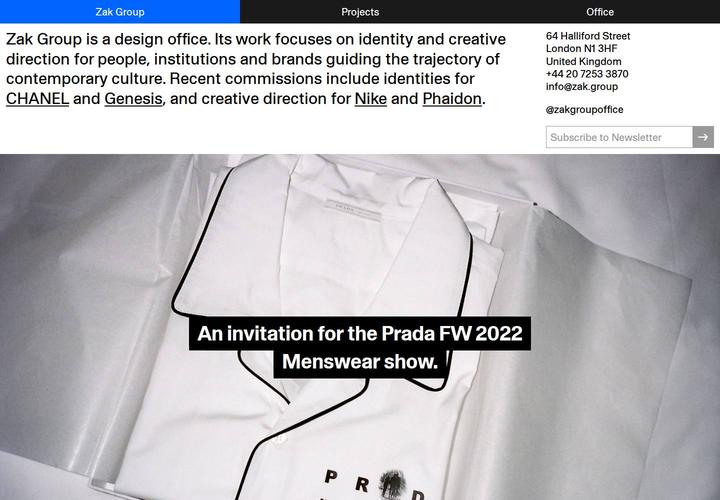 Zak Group
Projects
Office
Zak Group is a design office. Its work focuses on identity and creative
direction for people, institutions and brands guiding the trajectory of
contemporary culture. Recent commissions include identities for
CHANEL and Genesis, and creative direction for Nike and Phaidon.
64 Halliford Street
London N1 3HF
United Kingdom
+44 20 7253 3870
info@zak.group
@zakgroupoffice
Subscribe to Newsletter
PRADA
An invitation for the Prada FW 2022
Menswear show.